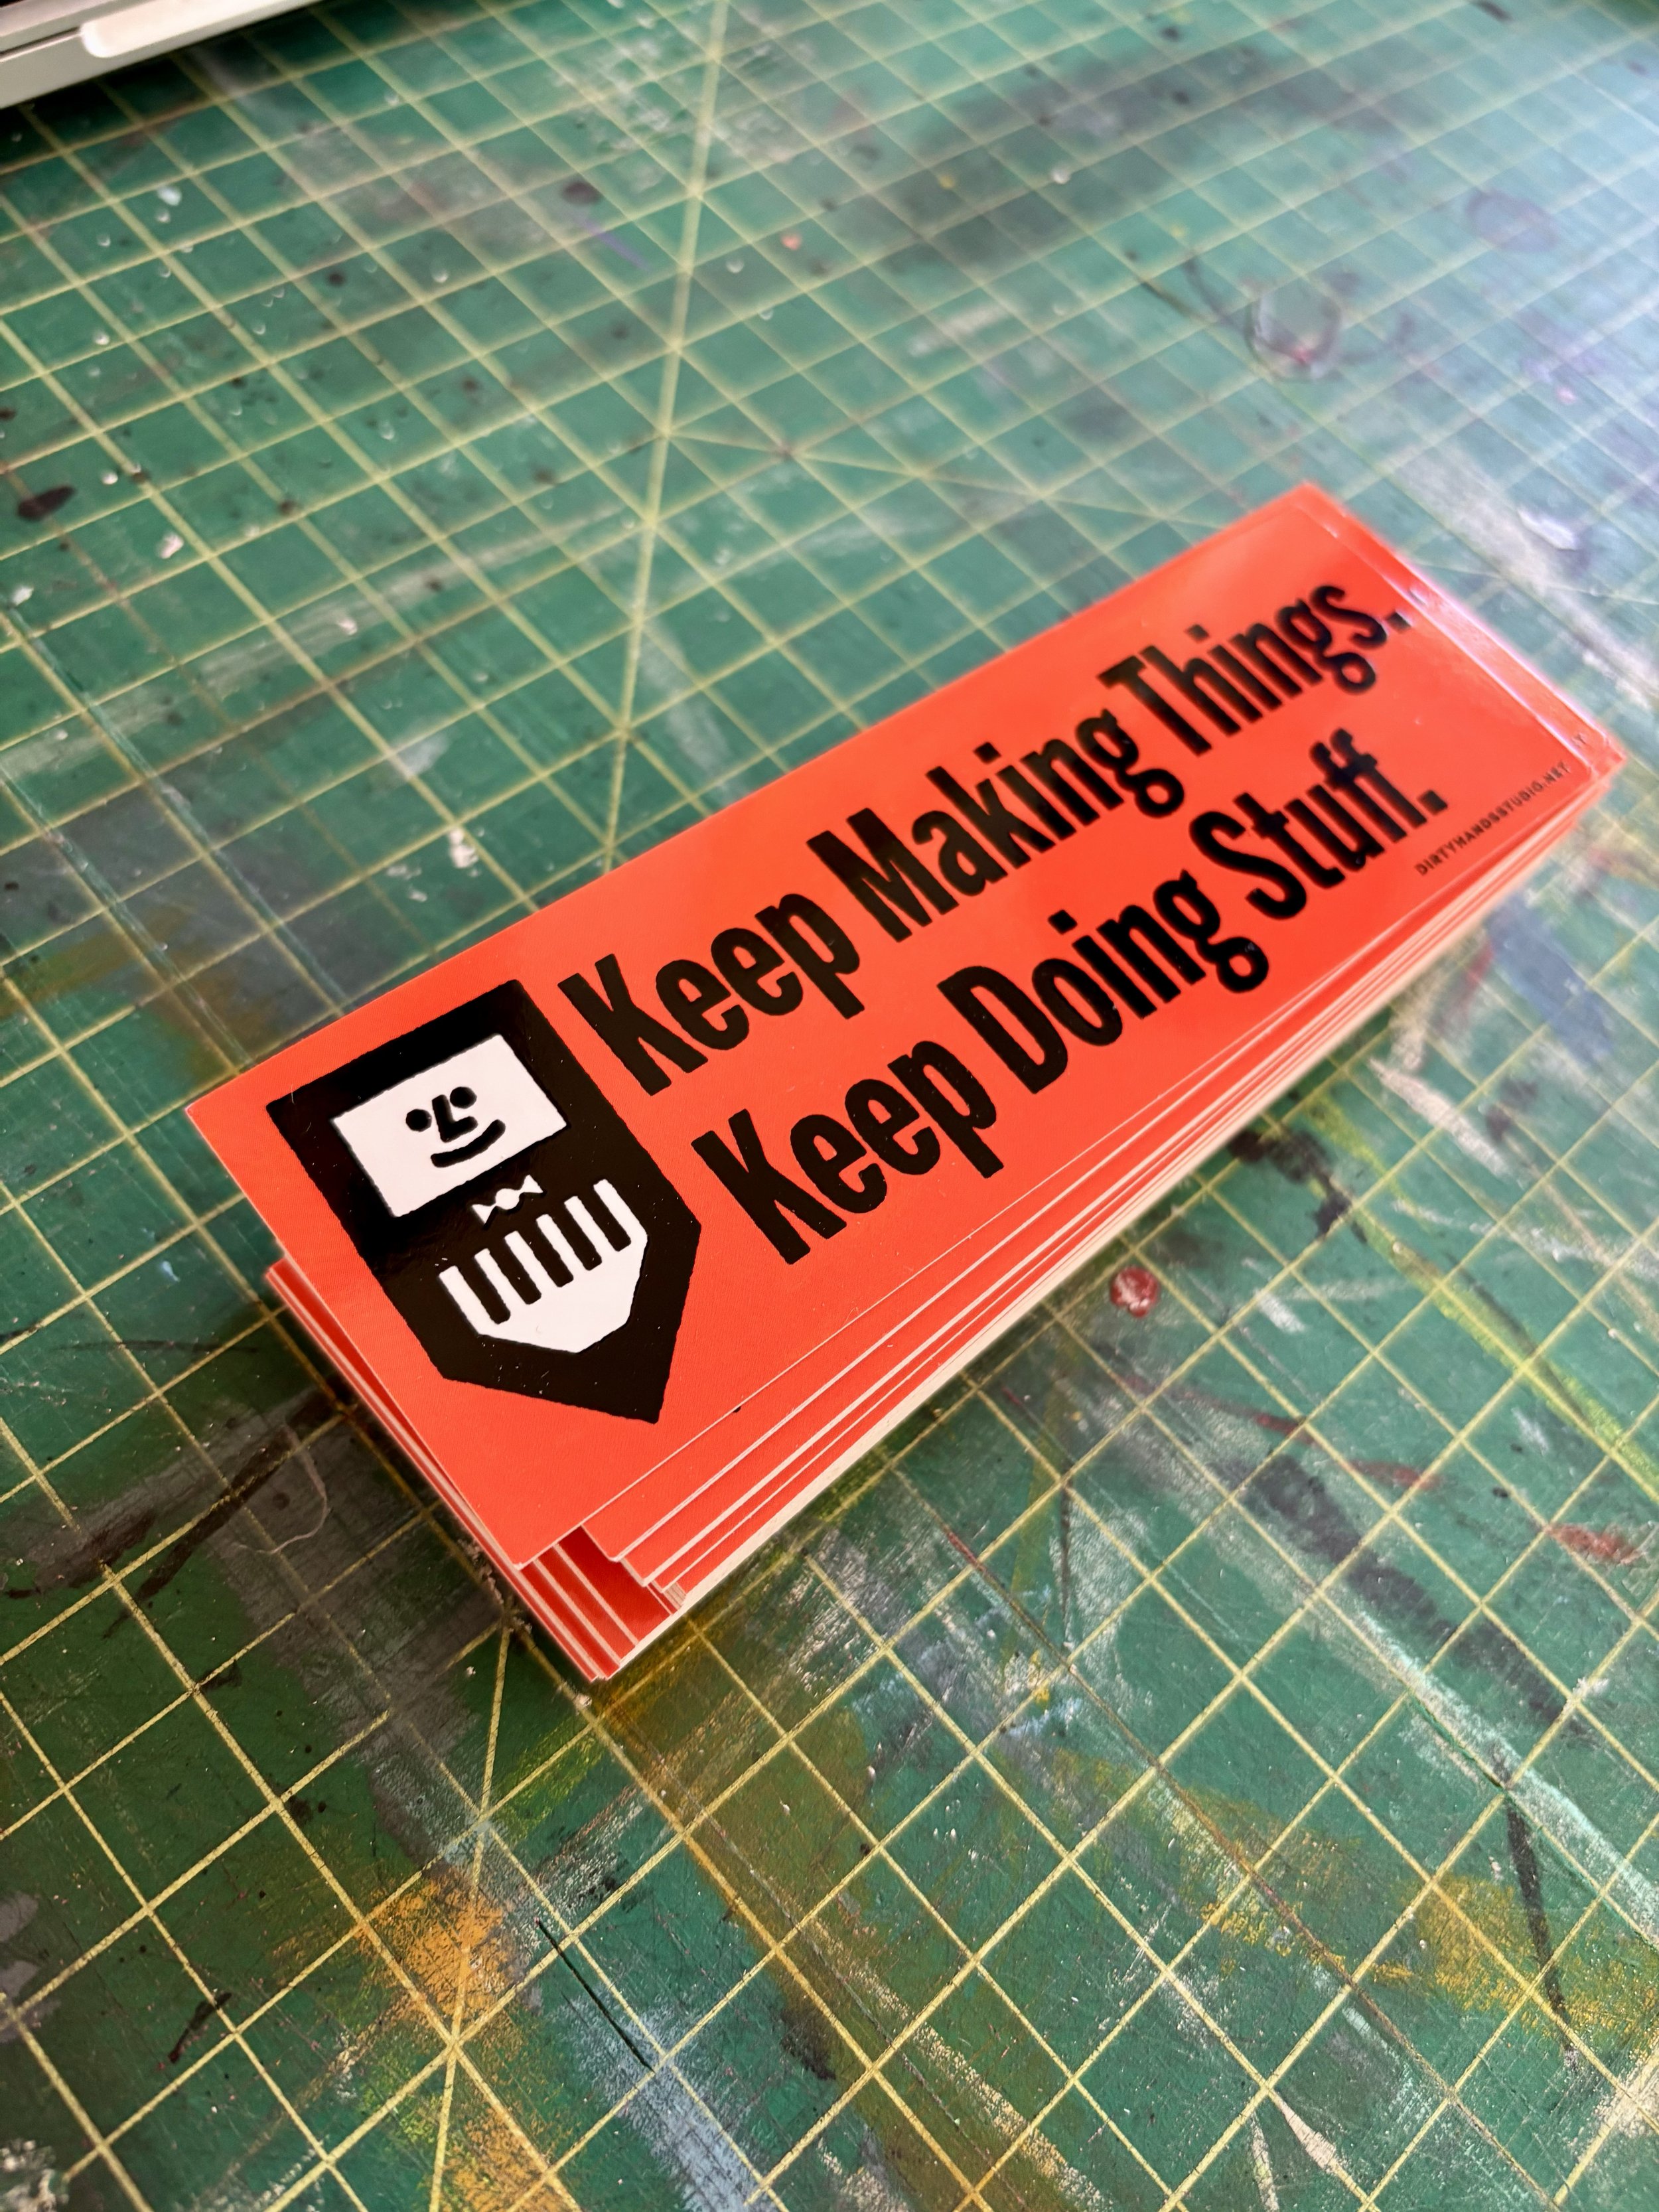 Keep Making Things.
Keep Doing Stuff.
DIRTYHANDSSTUDIO.NET